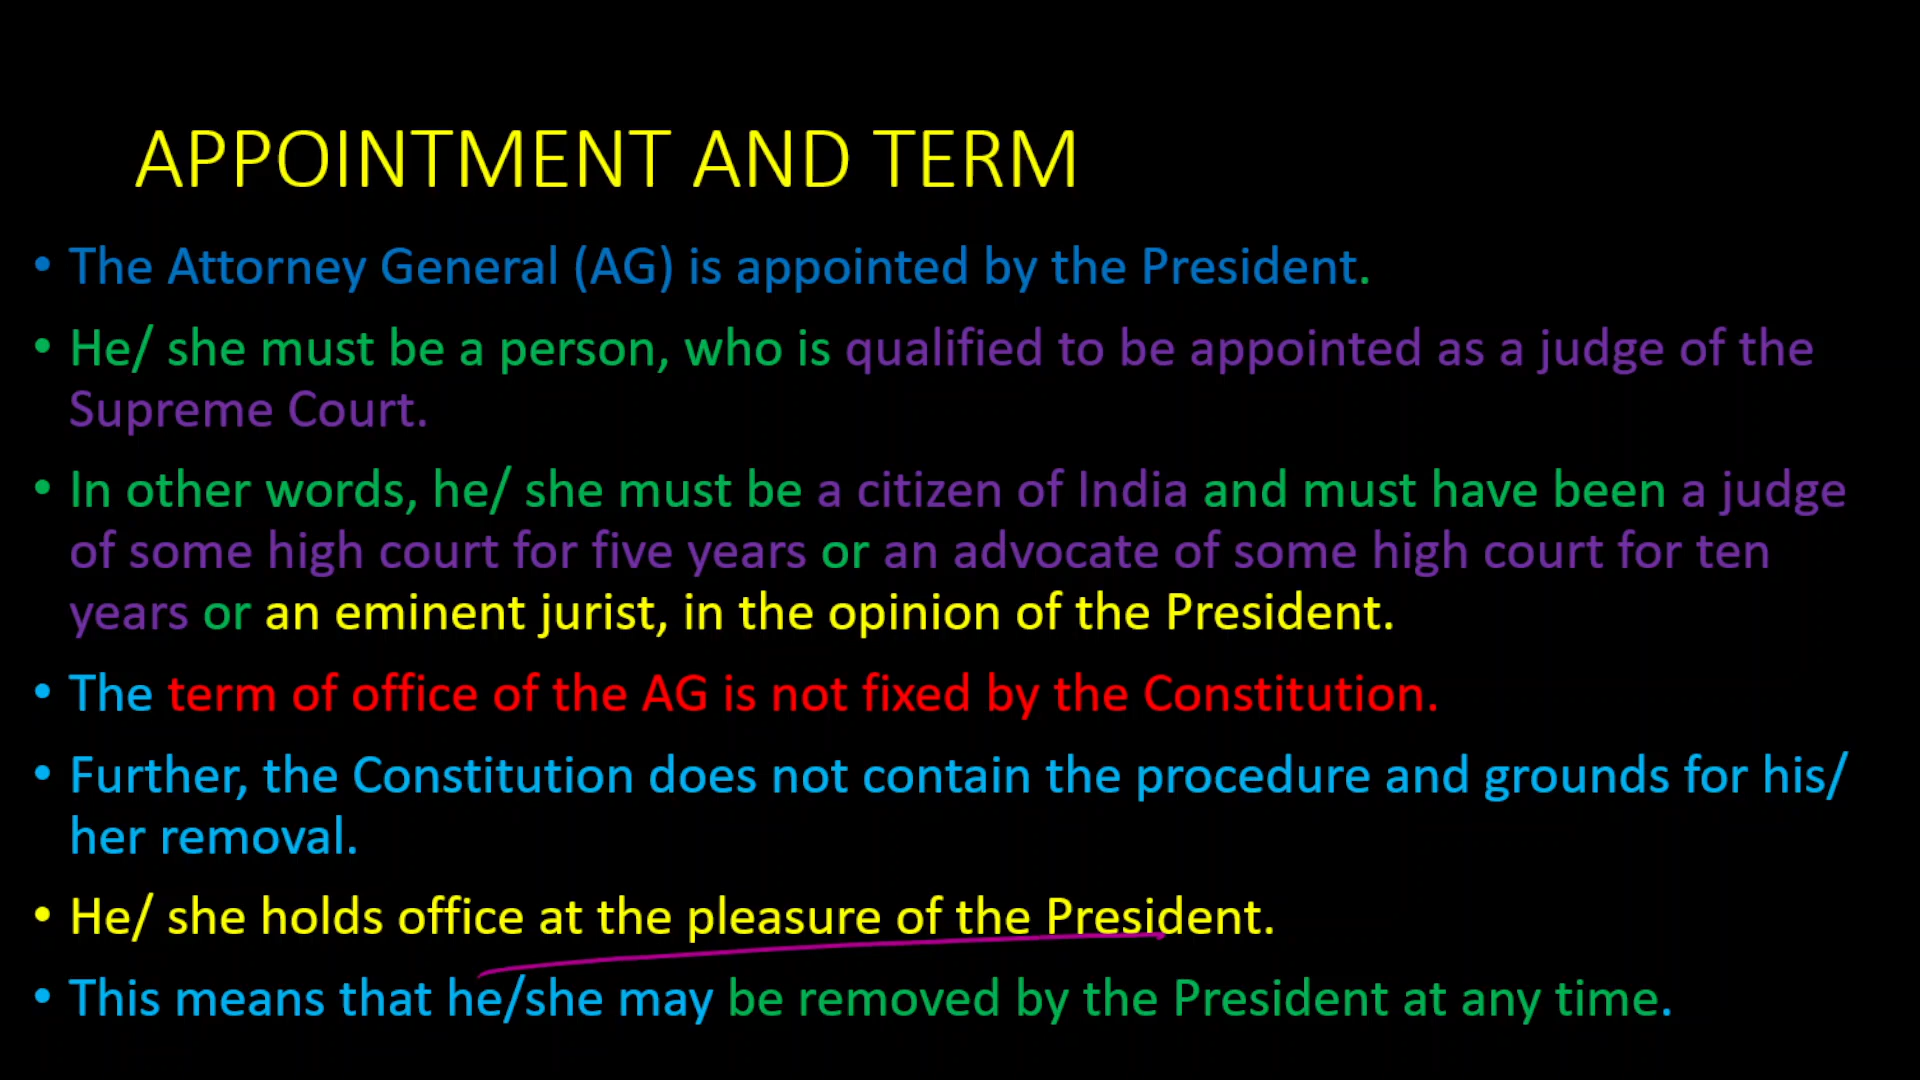 APPOINTMENT AND TERM
• The Attorney General (AG) is appointed by the President.
• He/ she must be a person, who is qualified to be appointed as a judge of the
Supreme Court.
• In other words, he/ she must be a citizen of India and must have been a judge
of some high court for five years or an advocate of some high court for ten
years or an eminent jurist, in the opinion of the President.
• The term of office of the AG is not fixed by the Constitution.
• Further, the Constitution does not contain the procedure and grounds for his/
her removal.
• He/ she holds office at the pleasure of the President.
• This means that he/she may be removed by the President at any time.